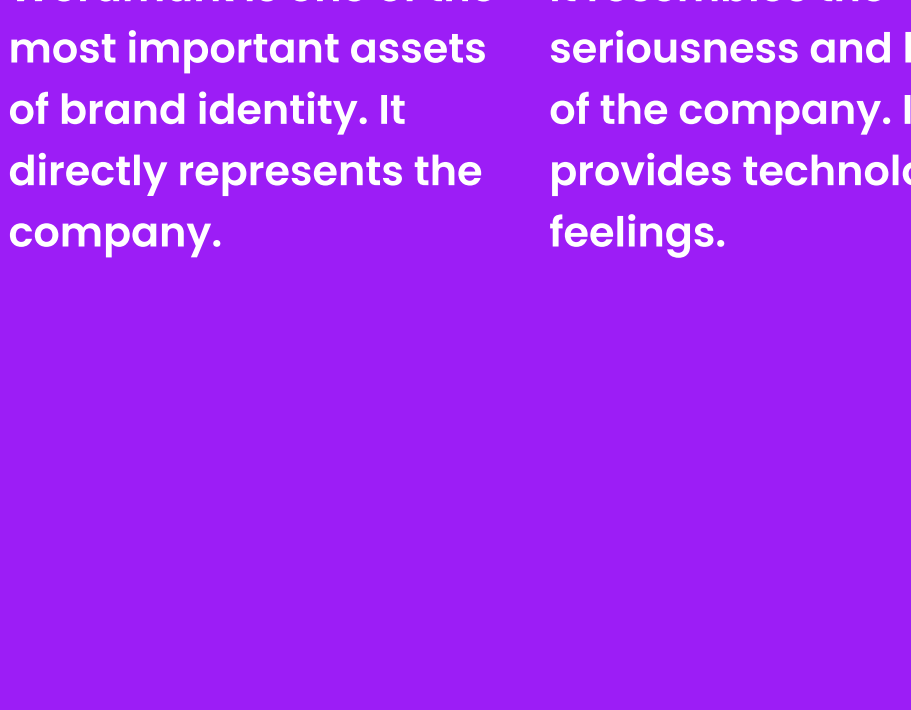 most important assets
of brand identity. It
directly represents the
company.
seriousness and
of the company.
provides
feelings.